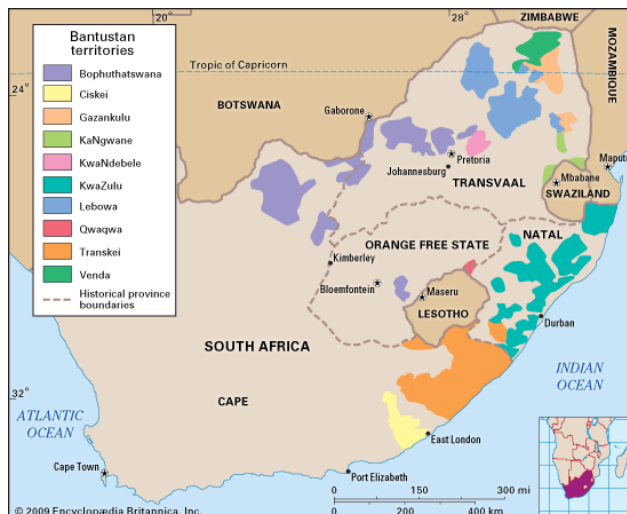 20°
28°
ZIMBABWE
Bantustan
territories
Bophuthatswana
Ciskei
Gazankulu
KaNgwane
KwaNdebele
KwaZulu
Lebowa
Qwaqwa
Transkei
Venda
Historical province
boundaries
Tropic of Capricorn
24°
MOZAMBIQUE
BOTSWANA
Gaborone
Pretoria
Johannesburg
TRANSVAAL
Maputo
Mbabane
SWAZILAND
NATAL
ORANGE FREE STATE
Kimberley
Bloemfontein
Maseru
LESOTHO
Durban
SOUTH AFRICA
INDIAN
OCEAN
32°
CAPE
ATLANTIC
OCEAN
East London
Cape Town
Port Elizabeth
0 150 300 mi
0 200 400 km
© 2009 Encyclopædia Britannica, Inc.